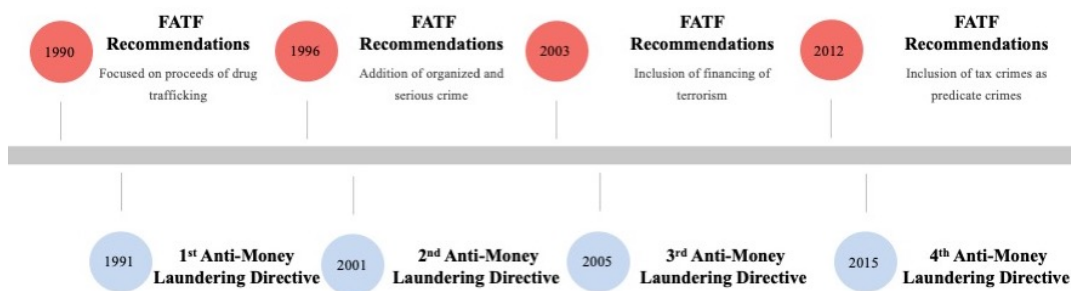 1990
FATF
Recommendations
Focused on proceeds of drug
trafficking
1996
FATF
Recommendations
Addition of organized and
serious crime
2003
FATF
Recommendations
Inclusion of financing of
terrorism
2012
FATF
Recommendations
Inclusion of tax crimes as
predicate crimes
1991
1st Anti-Money
Laundering Directive
2001
2nd Anti-Money
Laundering Directive
2005
3rd Anti-Money
Laundering Directive
2015
4th Anti-Money
Laundering Directive